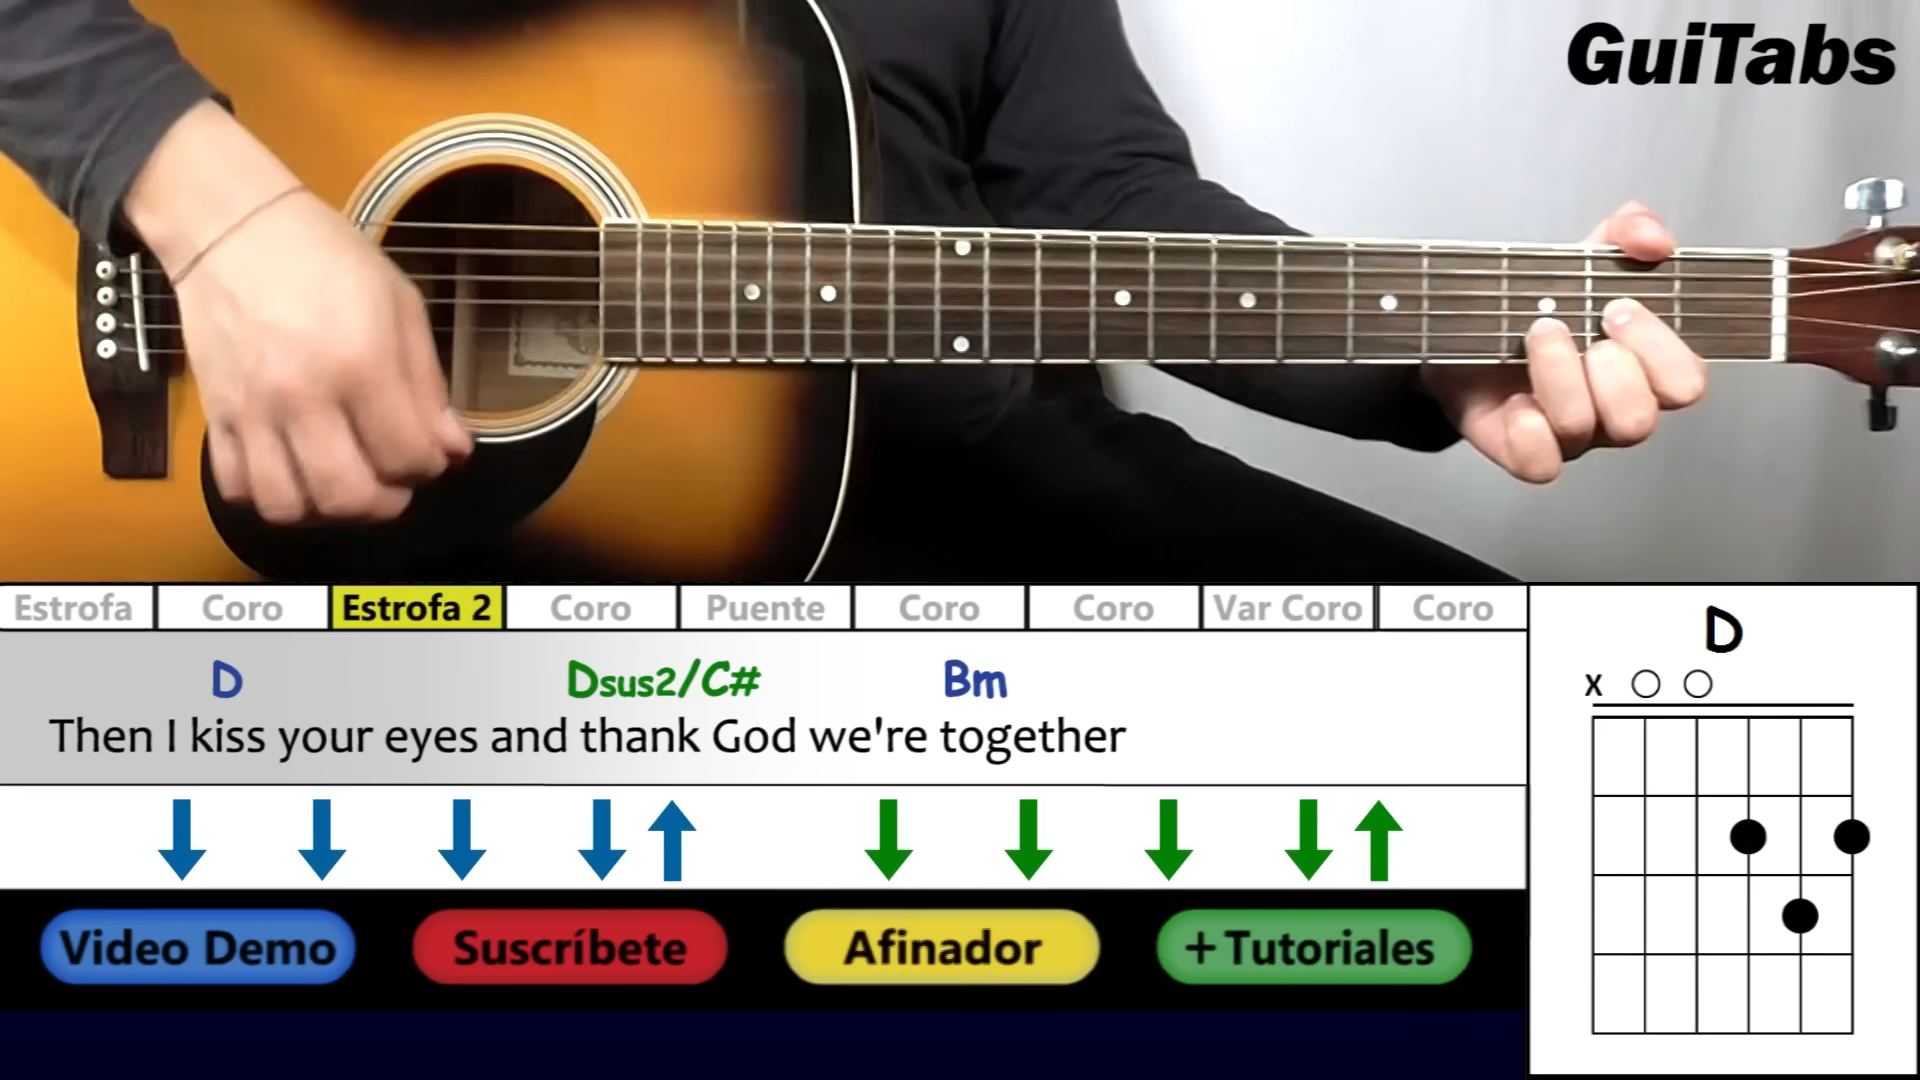 GuiTabs
Estrofa Coro Estrofa 2 Coro Puente Coro Coro Var Coro Coro
D
x
D Dsus2/C# Bm
Then I kiss your eyes and thank God we're together
Video Demo Suscríbete Afinador + Tutoriales